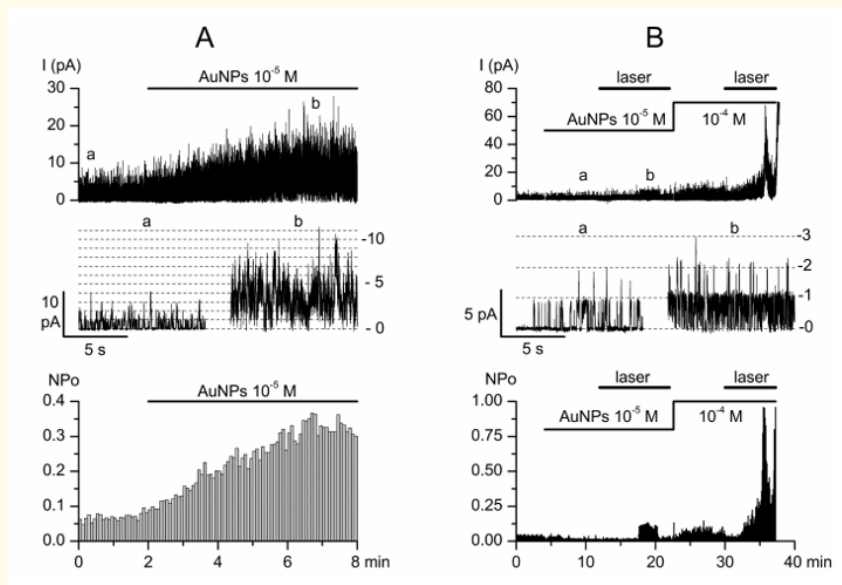 A
I (pA)
AuNPs 10⁻⁵ M
30
20
10
0
a
b
a
b
-10
- 5
- 0
10
pA
5 s
NPo
AuNPs 10⁻⁵ M
0.4
0.3
0.2
0.1
0.0
0 2 4 6 8 min
B
I (pA)
laser laser
80
60
40
20
0
AuNPs 10⁻⁵ M 10⁻⁴ M
a b
a b
-3
-2
-1
-0
5 pA
5 s
NPo
laser laser
1.00
0.75
0.50
0.25
0.00
AuNPs 10⁻⁵ M 10⁻⁴ M
0 10 20 30 40 min